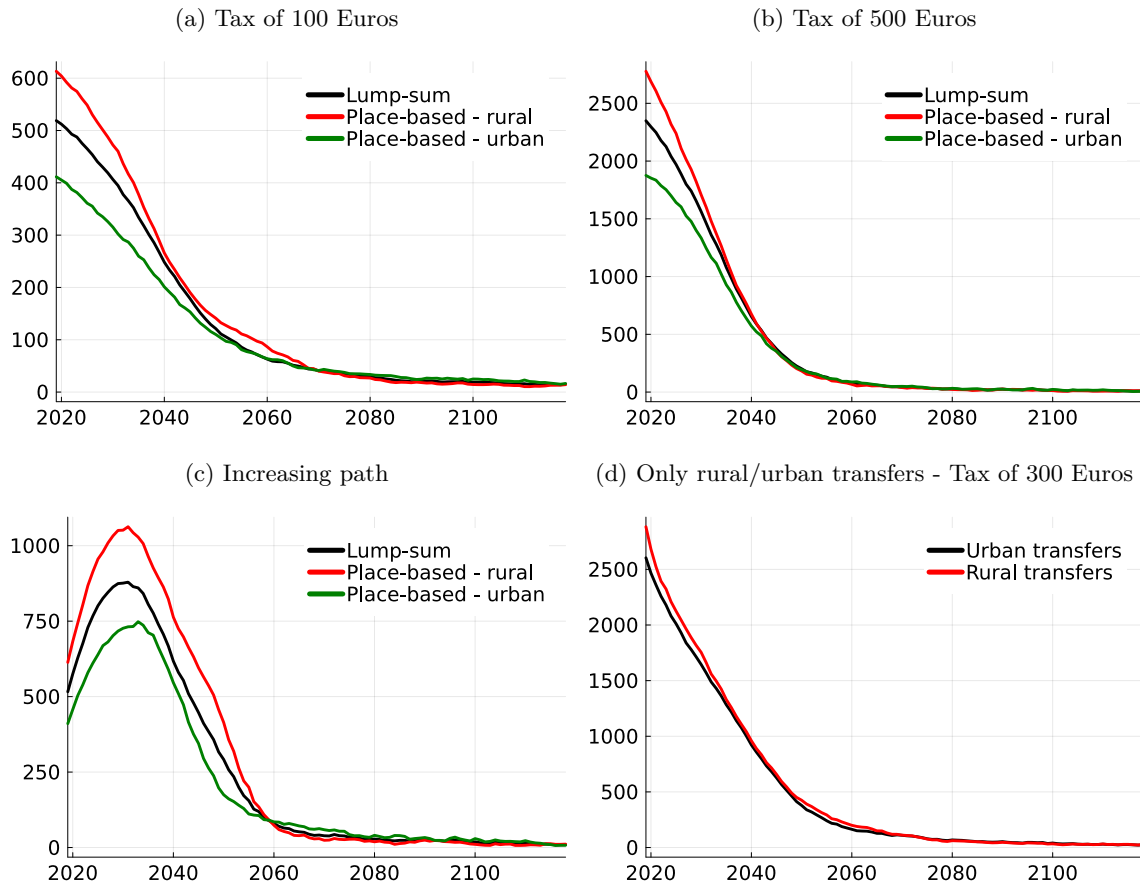 (a) Tax of 100 Euros
600
500
400
300
200
100
0
Lump-sum
Place-based - rural
Place-based - urban
2020 2040 2060 2080 2100
(b) Tax of 500 Euros
2500
2000
1500
1000
500
0
Lump-sum
Place-based - rural
Place-based - urban
2020 2040 2060 2080 2100
(c) Increasing path
1000
750
500
250
0
Lump-sum
Place-based - rural
Place-based - urban
2020 2040 2060 2080 2100
(d) Only rural/urban transfers - Tax of 300 Euros
2500
2000
1500
1000
500
0
Urban transfers
Rural transfers
2020 2040 2060 2080 2100